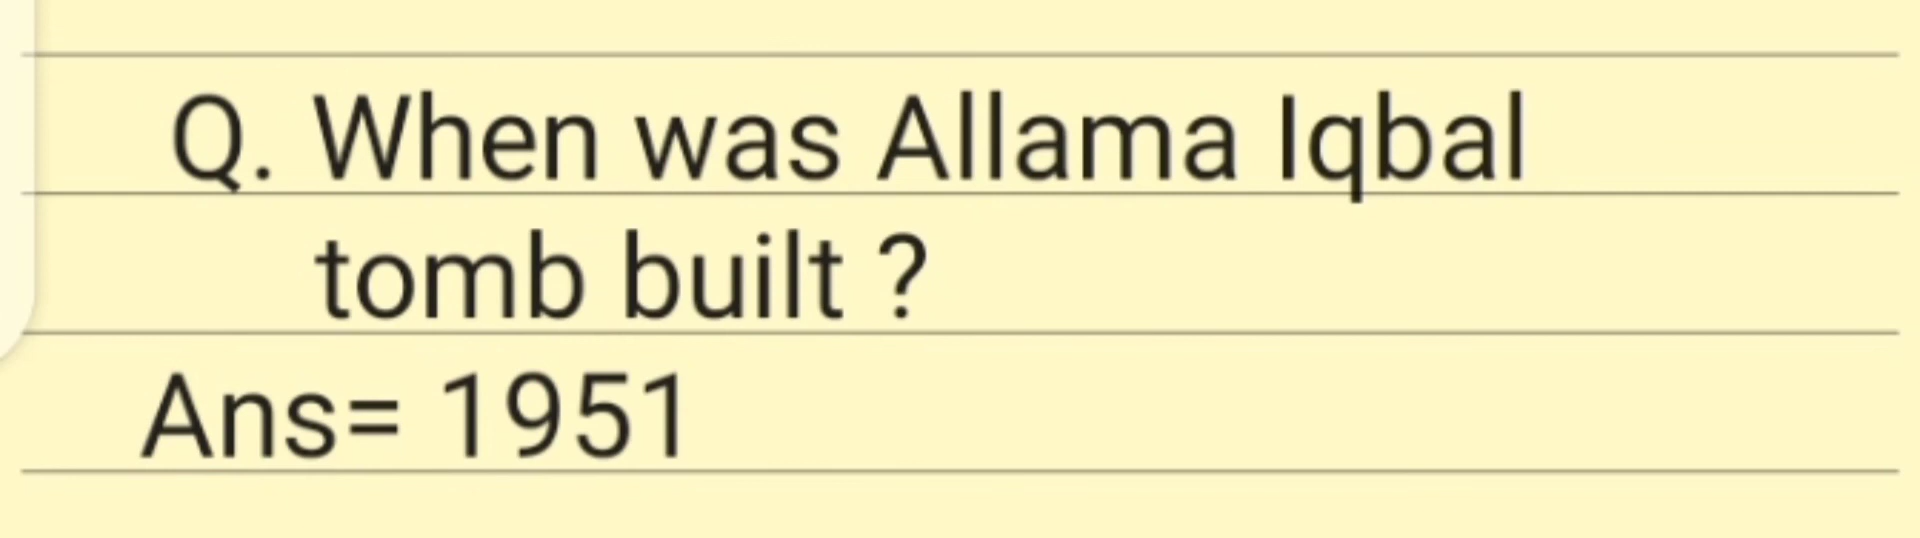 Q. When was Allama Iqbal
tomb built ?
Ans= 1951